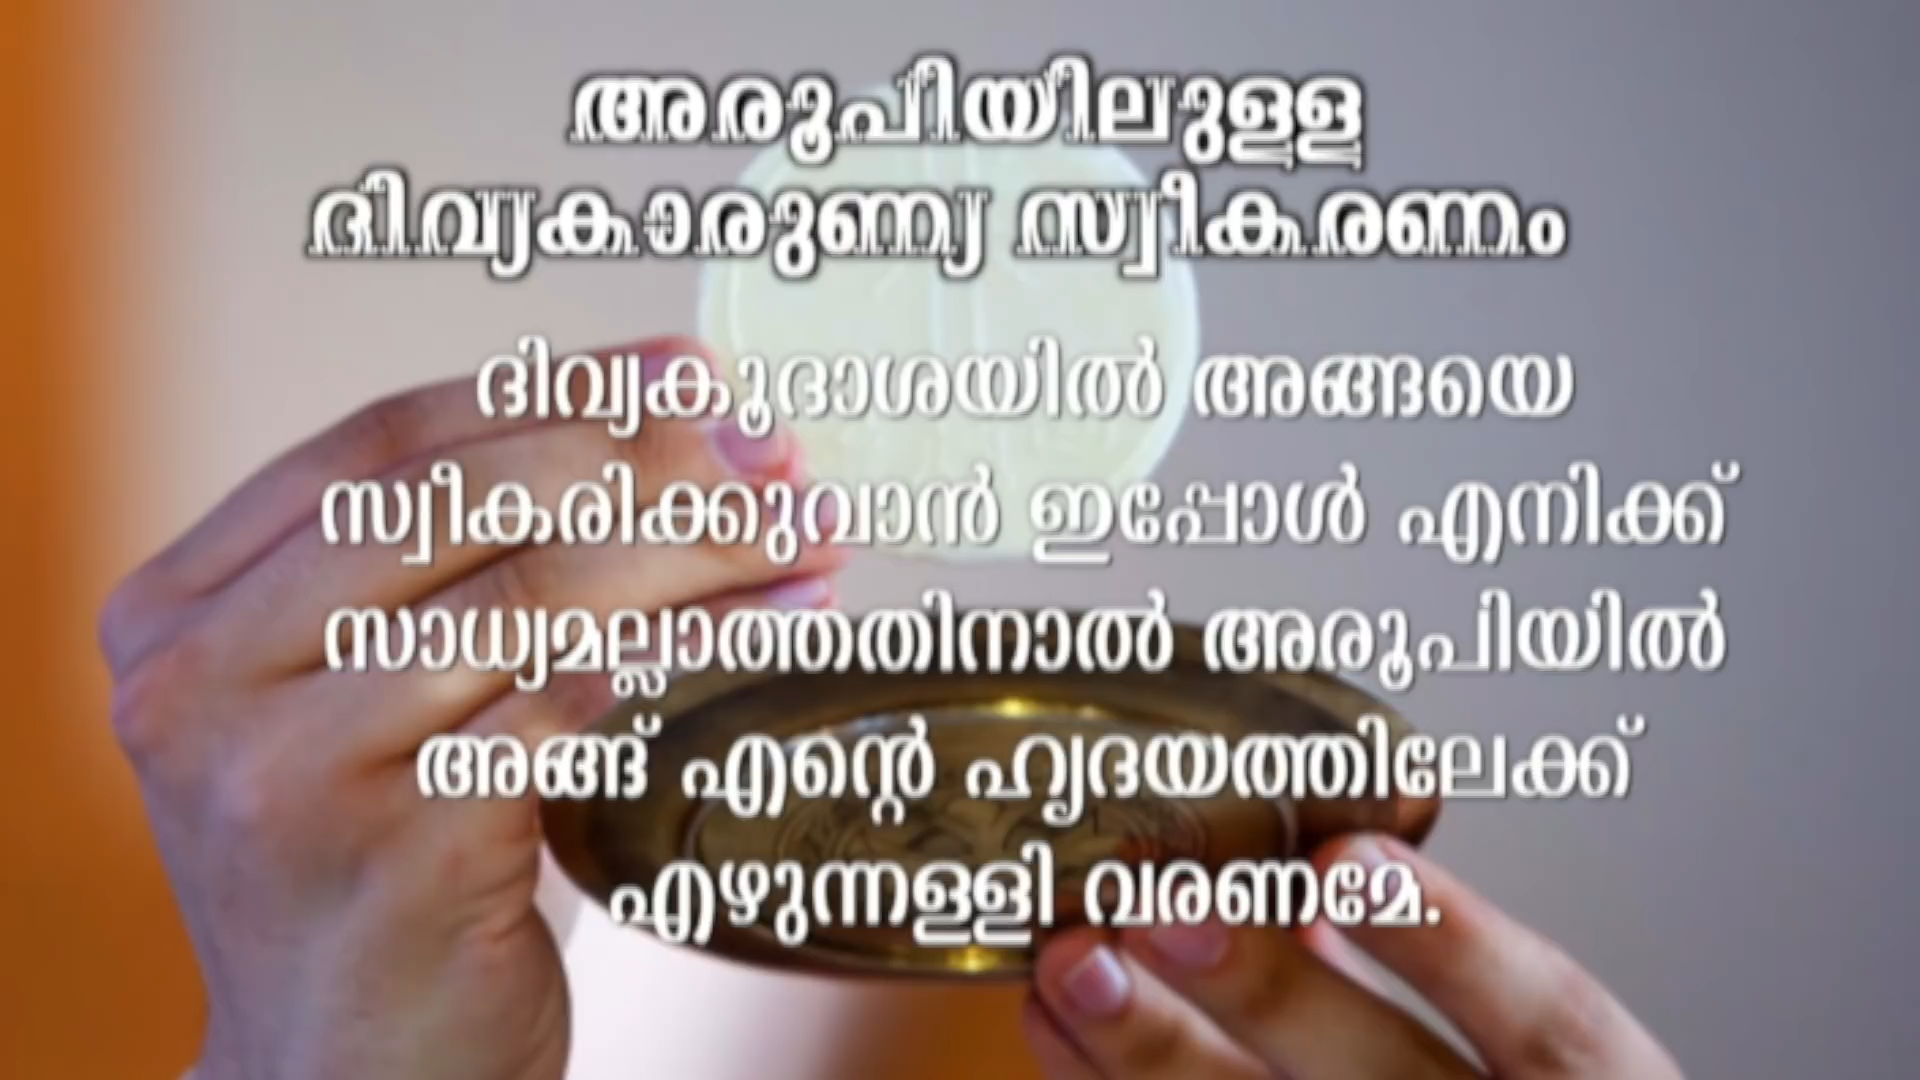 അരൂപിയിലുള്ള
ദിവ്യകാരുണ്യ സ്വീകരണം
ദിവ്യകൂദാശയിൽ അങ്ങയെ
സ്വീകരിക്കുവാൻ ഇപ്പോൾ എനിക്ക്
സാധ്യമല്ലാത്തതിനാൽ അരൂപിയിൽ
അങ്ങ് എന്റെ ഹൃദയത്തിലേക്ക്
എഴുന്നള്ളി വരണമേ.